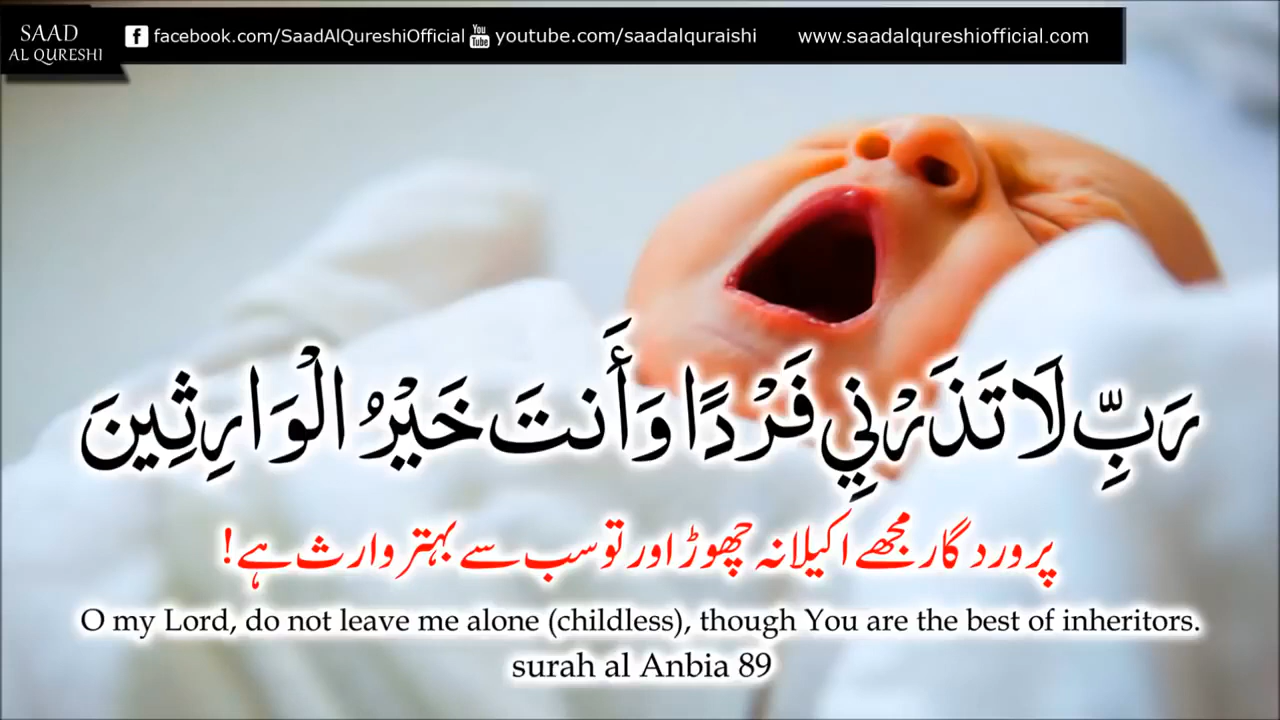 SAAD
AL QURESHI
facebook.com/SaadAlQureshiOfficial You Tube youtube.com/saadalquraishi www.saadalqureshiofficial.com
رَبِّ لَا تَذَرْنِي فَرْدًا وَأَنتَ خَيْرُ الْوَارِثِينَ
پروردگار مجھے اکیلا نہ چھوڑ اور تو سب سے بہتر وارث ہے!
O my Lord, do not leave me alone (childless), though You are the best of inheritors.
surah al Anbia 89